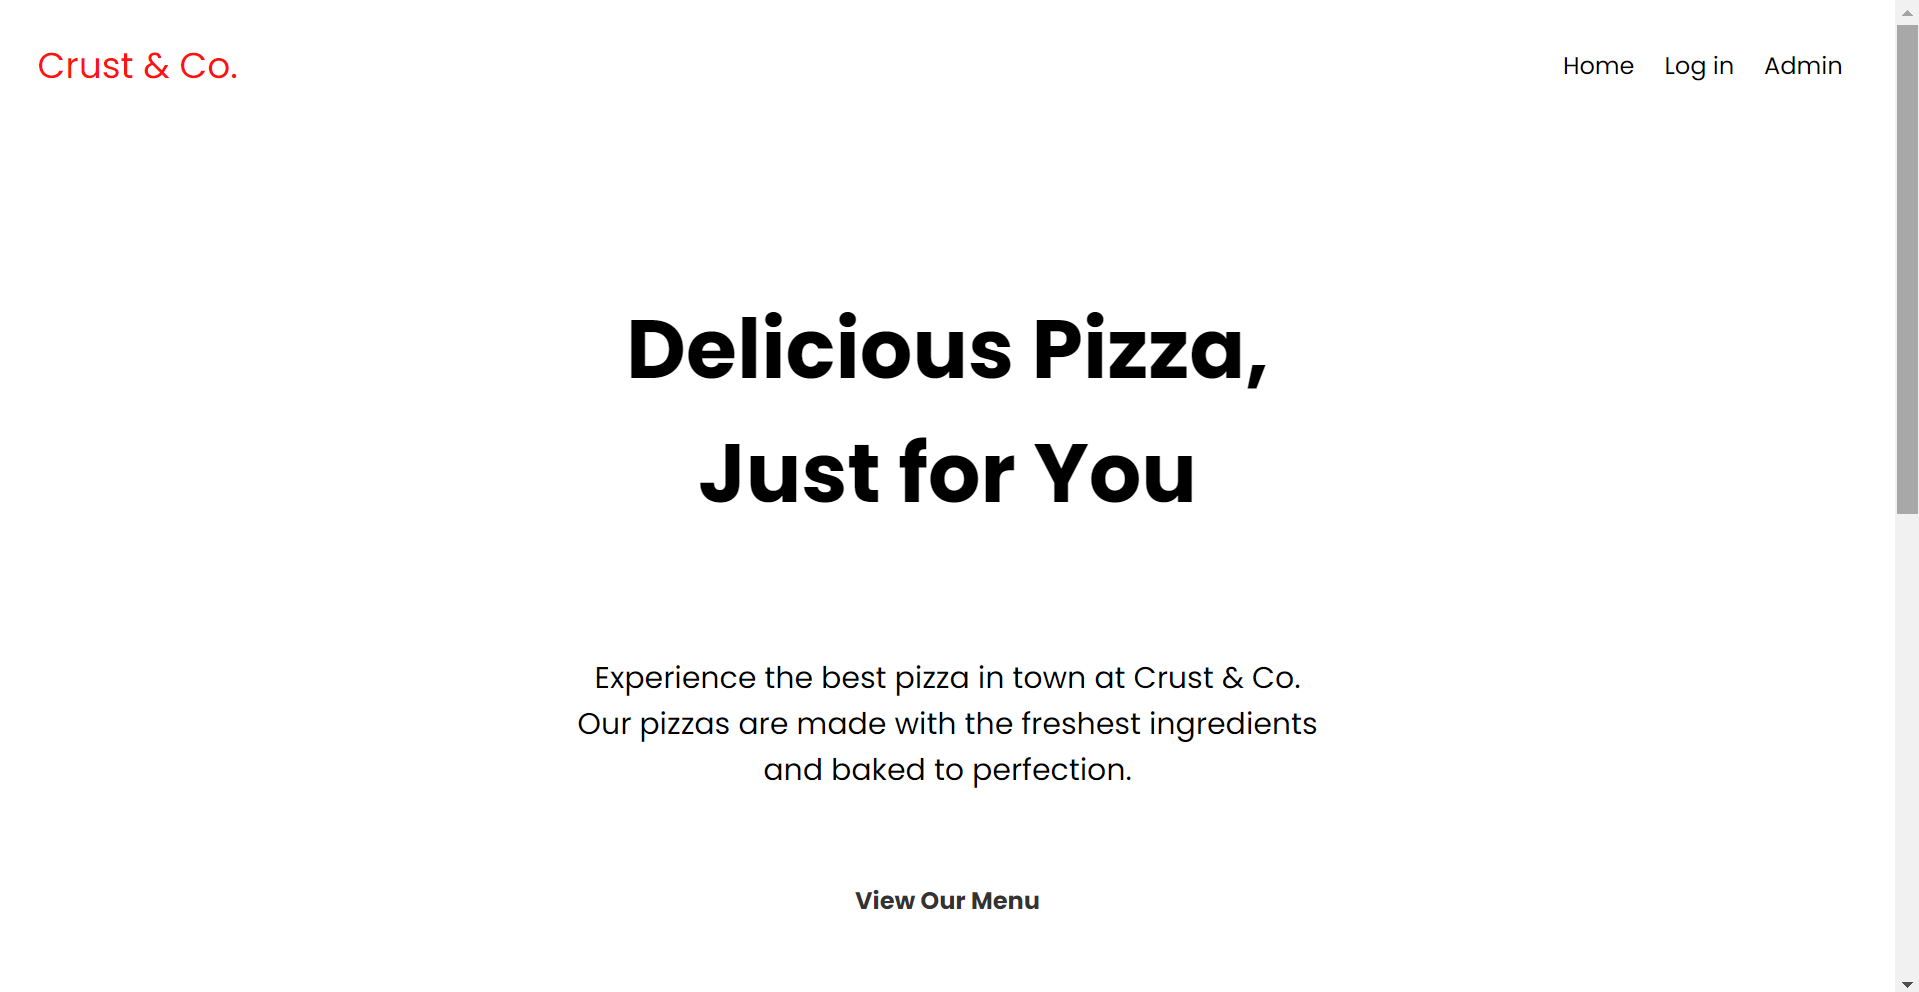 Crust & Co.
Home Log in Admin
Delicious Pizza,
Just for You
Experience the best pizza in town at Crust & Co.
Our pizzas are made with the freshest ingredients
and baked to perfection.
View Our Menu